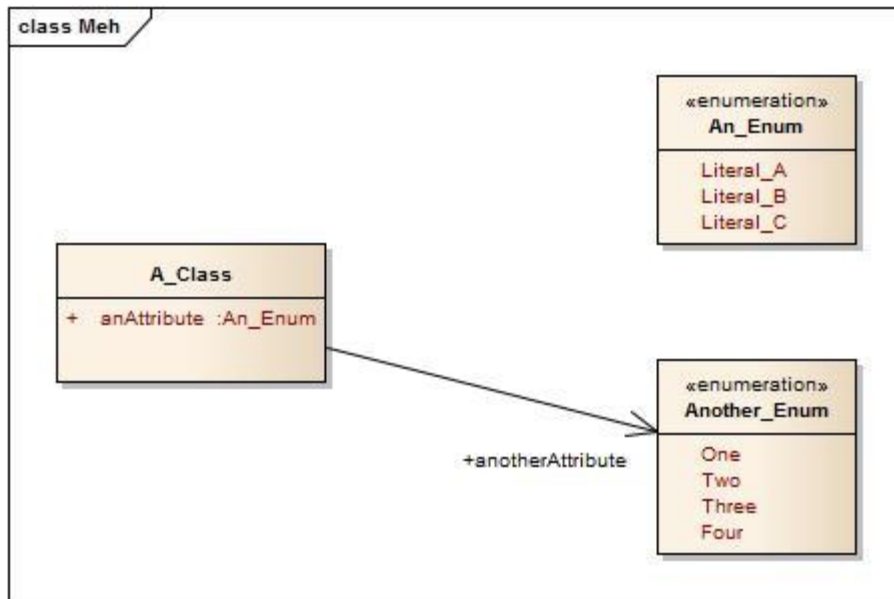 class Meh
«enumeration»
An_Enum
Literal_A
Literal_B
Literal_C
A_Class
+ anAttribute :An_Enum
«enumeration»
Another_Enum
+anotherAttribute
One
Two
Three
Four